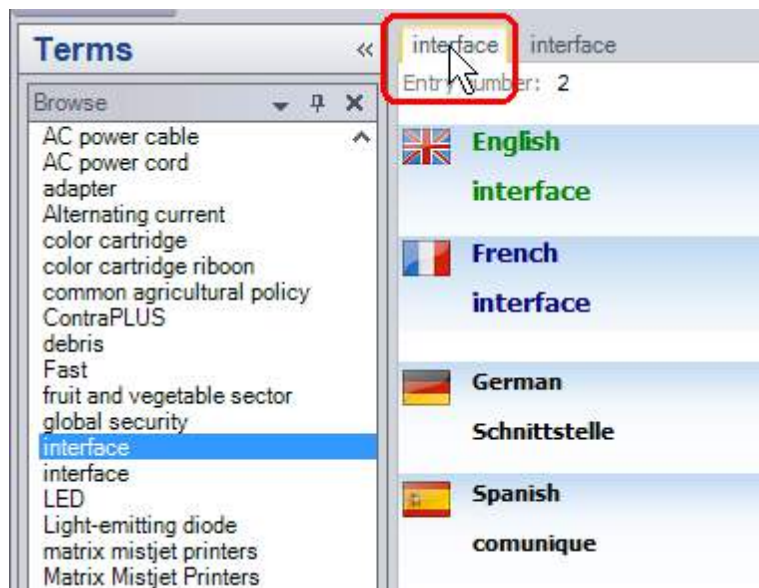 Terms
Browse
AC power cable
AC power cord
adapter
Alternating current
color cartridge
color cartridge riboon
common agricultural policy
ContraPLUS
debris
Fast
fruit and vegetable sector
global security
interface
interface
LED
Light-emitting diode
matrix mistjet printers
Matrix Mistjet Printers
interface interface
Entry number: 2
English
interface
French
interface
German
Schnittstelle
Spanish
comunique